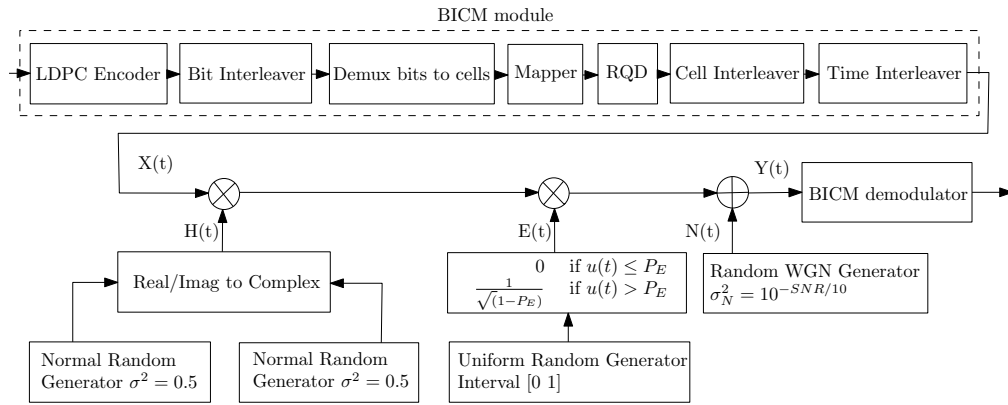 BICM module
LDPC Encoder
Bit Interleaver
Demux bits to cells
Mapper
RQD
Cell Interleaver
Time Interleaver
X(t)
Y(t)
BICM demodulator
H(t)
E(t)
N(t)
Real/Imag to Complex
0 if u(t) ≤ P_E
1/√(1−P_E) if u(t) > P_E
Random WGN Generator
σ_N^2 = 10^{−SNR/10}
Normal Random
Generator σ^2 = 0.5
Normal Random
Generator σ^2 = 0.5
Uniform Random Generator
Interval [0 1]